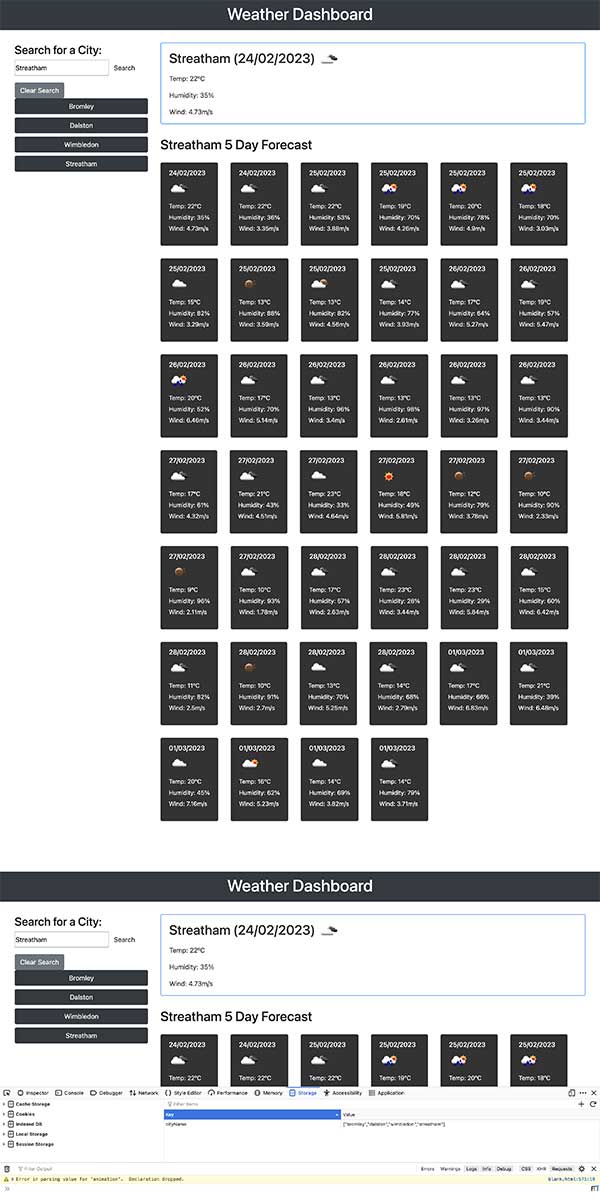 Weather Dashboard
Search for a City:
Streatham
Search
Clear Search
Bromley
Dalston
Wimbledon
Streatham
Streatham (24/02/2023)
Temp: 22°C
Humidity: 35%
Wind: 4.73m/s
Streatham 5 Day Forecast
24/02/2023 24/02/2023 25/02/2023 25/02/2023 25/02/2023 25/02/2023
Temp: 22°C Temp: 22°C Temp: 22°C Temp: 19°C Temp: 20°C Temp: 18°C
Humidity: 35% Humidity: 36% Humidity: 53% Humidity: 70% Humidity: 78% Humidity: 70%
Wind: 4.73m/s Wind: 3.35m/s Wind: 3.88m/s Wind: 4.26m/s Wind: 4.9m/s Wind: 3.03m/s
25/02/2023 25/02/2023 25/02/2023 25/02/2023 26/02/2023 26/02/2023
Temp: 15°C Temp: 13°C Temp: 13°C Temp: 14°C Temp: 17°C Temp: 19°C
Humidity: 82% Humidity: 88% Humidity: 82% Humidity: 77% Humidity: 64% Humidity: 57%
Wind: 3.29m/s Wind: 3.59m/s Wind: 4.56m/s Wind: 3.93m/s Wind: 5.27m/s Wind: 5.47m/s
26/02/2023 26/02/2023 26/02/2023 26/02/2023 26/02/2023 26/02/2023
Temp: 20°C Temp: 17°C Temp: 13°C Temp: 13°C Temp: 13°C Temp: 13°C
Humidity: 52% Humidity: 70% Humidity: 96% Humidity: 98% Humidity: 97% Humidity: 90%
Wind: 6.46m/s Wind: 5.14m/s Wind: 3.4m/s Wind: 2.61m/s Wind: 3.26m/s Wind: 3.44m/s
27/02/2023 27/02/2023 27/02/2023 27/02/2023 27/02/2023 27/02/2023
Temp: 17°C Temp: 21°C Temp: 23°C Temp: 16°C Temp: 12°C Temp: 10°C
Humidity: 61% Humidity: 43% Humidity: 33% Humidity: 49% Humidity: 79% Humidity: 90%
Wind: 4.32m/s Wind: 4.51m/s Wind: 4.64m/s Wind: 5.81m/s Wind: 3.78m/s Wind: 2.33m/s
27/02/2023 27/02/2023 28/02/2023 28/02/2023 28/02/2023 28/02/2023
Temp: 9°C Temp: 10°C Temp: 17°C Temp: 23°C Temp: 23°C Temp: 15°C
Humidity: 96% Humidity: 93% Humidity: 57% Humidity: 28% Humidity: 29% Humidity: 60%
Wind: 2.11m/s Wind: 1.78m/s Wind: 2.63m/s Wind: 3.44m/s Wind: 5.84m/s Wind: 6.42m/s
28/02/2023 28/02/2023 28/02/2023 28/02/2023 01/03/2023 01/03/2023
Temp: 11°C Temp: 10°C Temp: 13°C Temp: 14°C Temp: 17°C Temp: 21°C
Humidity: 82% Humidity: 91% Humidity: 70% Humidity: 68% Humidity: 66% Humidity: 39%
Wind: 2.5m/s Wind: 2.7m/s Wind: 5.25m/s Wind: 2.79m/s Wind: 6.83m/s Wind: 6.48m/s
01/03/2023 01/03/2023 01/03/2023 01/03/2023
Temp: 20°C Temp: 16°C Temp: 14°C Temp: 14°C
Humidity: 45% Humidity: 62% Humidity: 69% Humidity: 79%
Wind: 7.16m/s Wind: 5.23m/s Wind: 3.82m/s Wind: 3.71m/s
Weather Dashboard
Search for a City:
Streatham
Search
Clear Search
Bromley
Dalston
Wimbledon
Streatham
Streatham (24/02/2023)
Temp: 22°C
Humidity: 35%
Wind: 4.73m/s
Streatham 5 Day Forecast
24/02/2023 24/02/2023 25/02/2023 25/02/2023 25/02/2023 25/02/2023
Temp: 22°C Temp: 22°C Temp: 22°C Temp: 19°C Temp: 20°C Temp: 18°C
Inspector Console Debugger Network Style Editor Performance Memory Storage Accessibility Application
Cache Storage
Cookies
Indexed DB
Local Storage
Session Storage
Filter Items
Key Value
cityName ["bromley","dalston","wimbledon","streatham"]
Filter Output
Errors Warnings Logs Info Debug CSS XHR Requests
Error in parsing value for "animation". Declaration dropped. blank.html:571:18